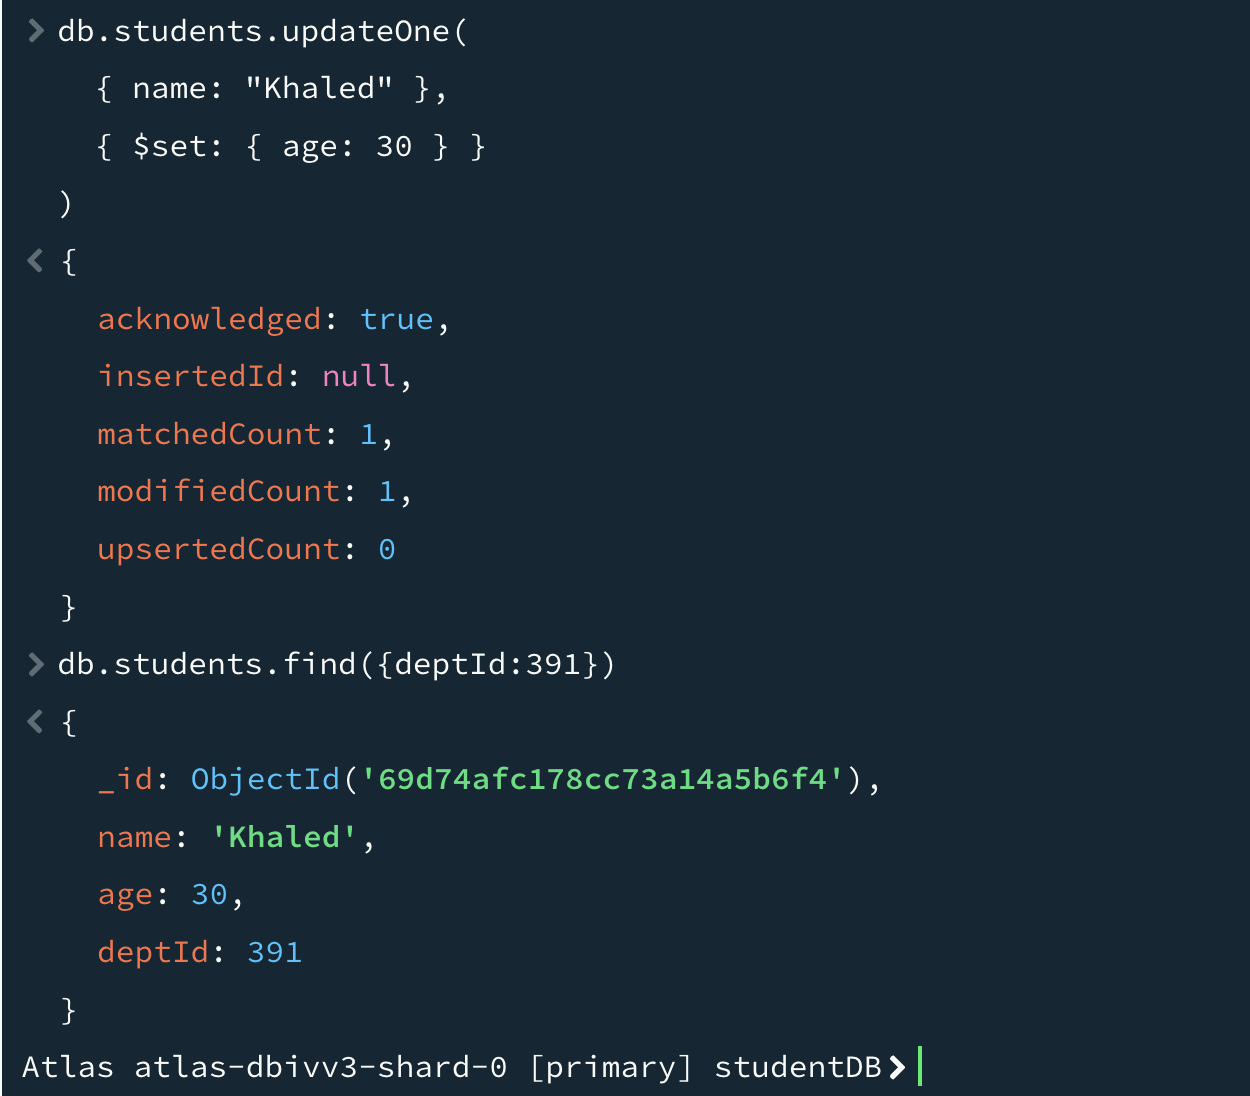 > db.students.updateOne(
{ name: "Khaled" },
{ $set: { age: 30 } }
)
< {
acknowledged: true,
insertedId: null,
matchedCount: 1,
modifiedCount: 1,
upsertedCount: 0
}
> db.students.find({deptId:391})
< {
_id: ObjectId('69d74afc178cc73a14a5b6f4'),
name: 'Khaled',
age: 30,
deptId: 391
}
Atlas atlas-dbivv3-shard-0 [primary] studentDB>